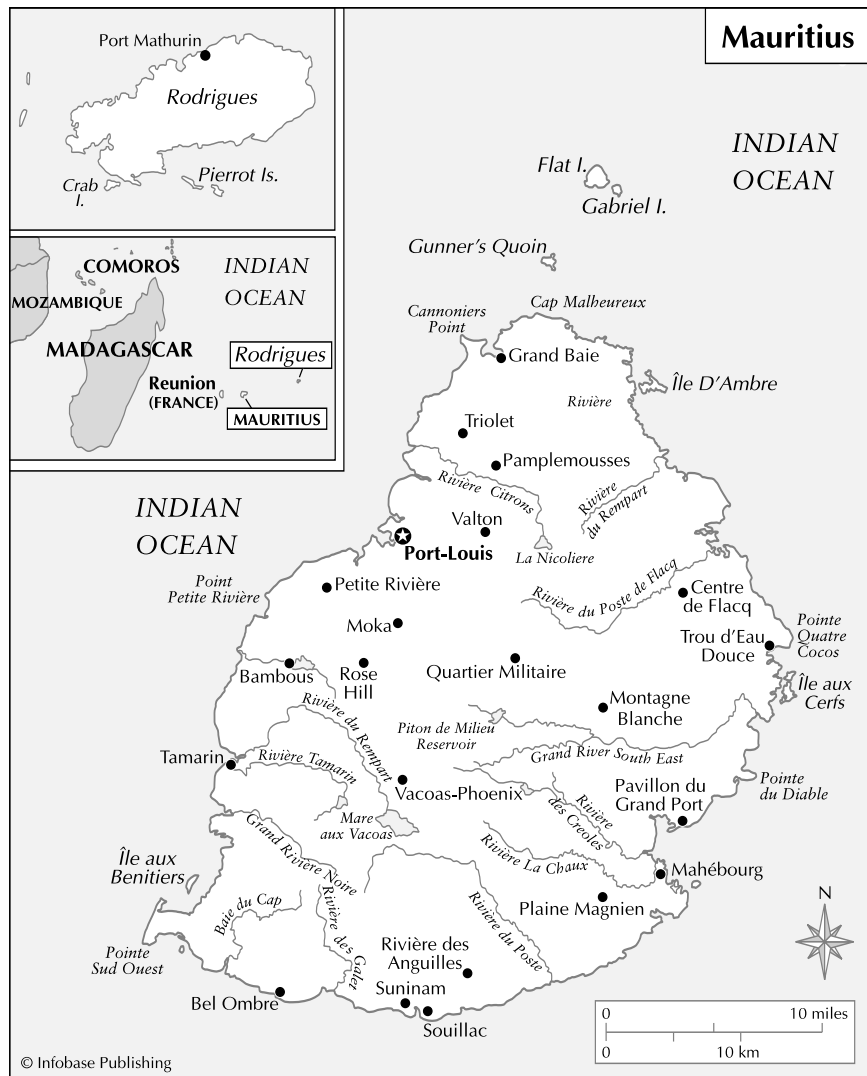 Mauritius
Port Mathurin
Rodrigues
Crab
I.
Pierrot Is.
COMOROS
INDIAN
OCEAN
MOZAMBIQUE
MADAGASCAR
Rodrigues
Reunion
(FRANCE)
MAURITIUS
INDIAN
OCEAN
Flat I.
Gabriel I.
Gunner's Quoin
Cannoniers
Point
Cap Malheureux
Grand Baie
Île D'Ambre
Rivière
Triolet
Pamplemousses
Rivière Citrons
Rivière
du Rempart
INDIAN
OCEAN
Valton
Port-Louis
La Nicoliere
Point
Petite Rivière
Petite Rivière
Rivière du Poste de Flacq
Centre
de Flacq
Moka
Trou d'Eau
Douce
Pointe
Quatre
Cocos
Bambous
Rose
Hill
Quartier Militaire
Île aux
Cerfs
Montagne
Blanche
Rivière du Rempart
Piton de Milieu
Reservoir
Grand River South East
Tamarin
Rivière Tamarin
Vacoas-Phoenix
Pavillon du
Grand Port
Pointe
du Diable
Rivière
des Creoles
Mare
aux Vacoas
Grand Rivière Noire
Rivière La Chaux
Mahébourg
Île aux
Benitiers
Baie du Cap
Rivière des Galet
Rivière du Poste
Plaine Magnien
N
Pointe
Sud Ouest
Rivière des
Anguilles
Bel Ombre
Suninam
Souillac
0 10 miles
0 10 km
© Infobase Publishing